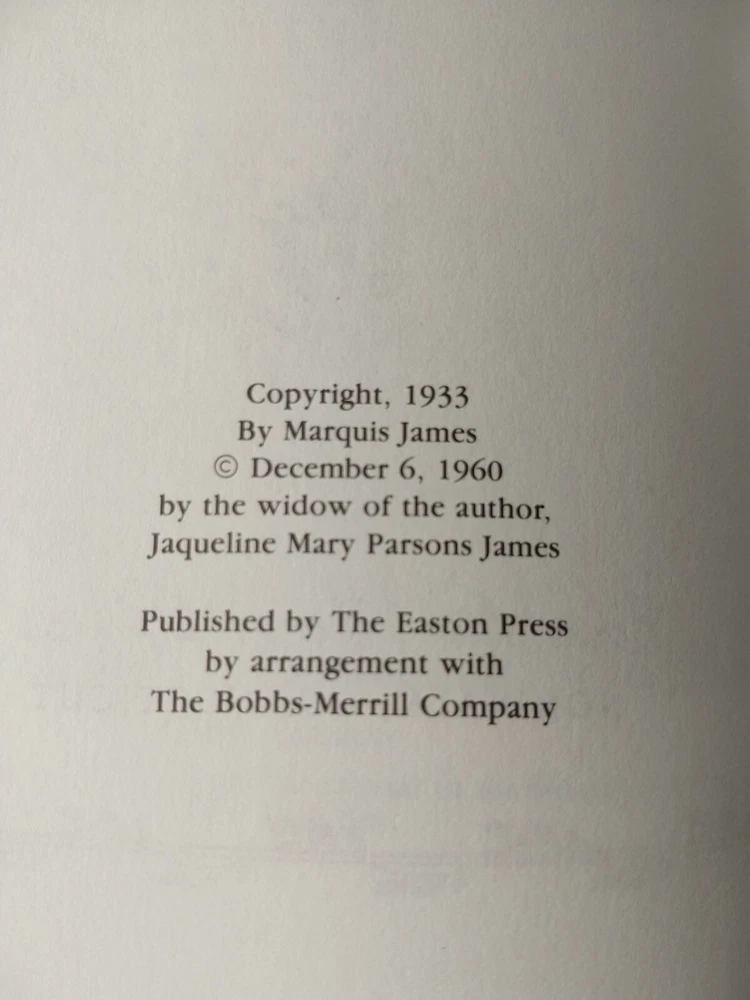 Copyright, 1933
By Marquis James
© December 6, 1960
by the widow of the author,
Jaqueline Mary Parsons James
Published by The Easton Press
by arrangement with
The Bobbs-Merrill Company